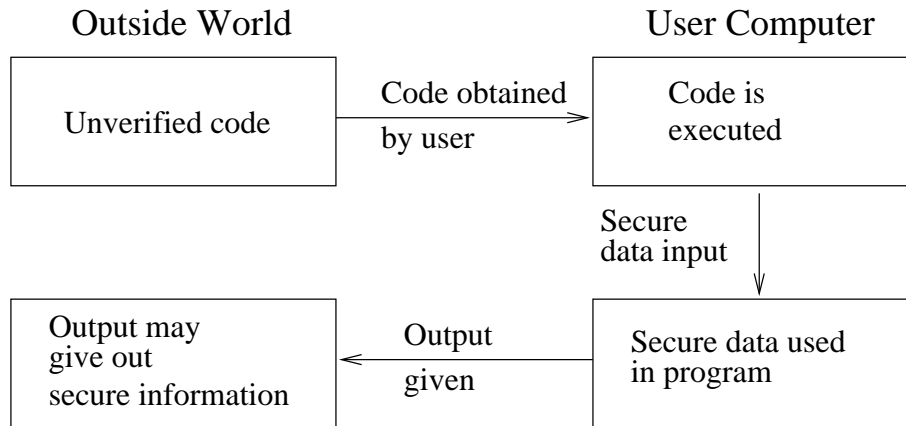 Outside World
User Computer
Unverified code
Code obtained
by user
Code is
executed
Secure
data input
Output may
give out
secure information
Output
given
Secure data used
in program